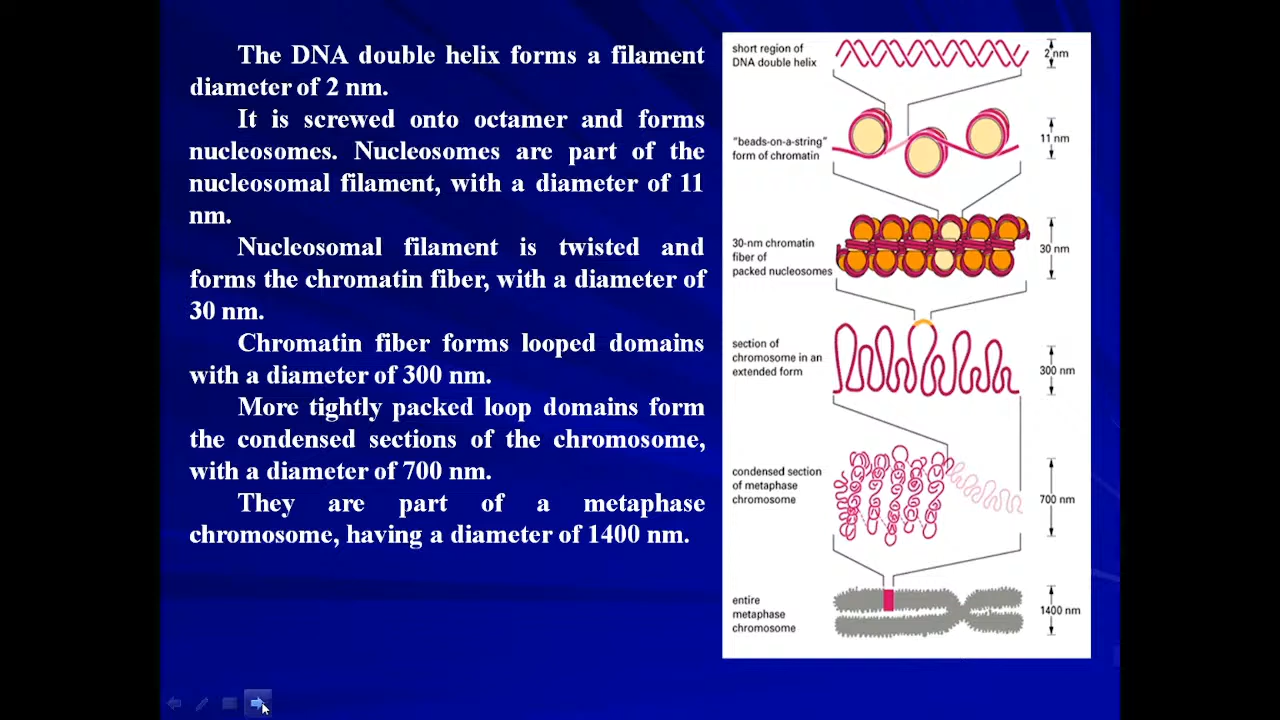 The DNA double helix forms a filament
diameter of 2 nm.
It is screwed onto octamer and forms
nucleosomes. Nucleosomes are part of the
nucleosomal filament, with a diameter of 11
nm.
Nucleosomal filament is twisted and
forms the chromatin fiber, with a diameter of
30 nm.
Chromatin fiber forms looped domains
with a diameter of 300 nm.
More tightly packed loop domains form
the condensed sections of the chromosome,
with a diameter of 700 nm.
They are part of a metaphase
chromosome, having a diameter of 1400 nm.
short region of
DNA double helix
2 nm
"beads-on-a-string"
form of chromatin
11 nm
30-nm chromatin
fiber of
packed nucleosomes
30 nm
section of
chromosome in an
extended form
300 nm
condensed section
of metaphase
chromosome
700 nm
entire
metaphase
chromosome
1400 nm